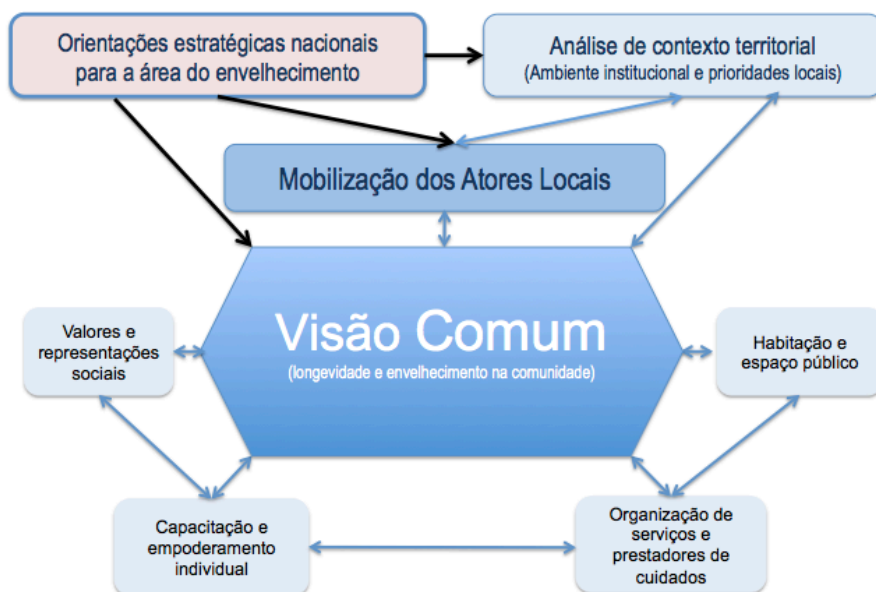 Orientações estratégicas nacionais
para a área do envelhecimento
Análise de contexto territorial
(Ambiente institucional e prioridades locais)
Mobilização dos Atores Locais
Visão Comum
(longevidade e envelhecimento na comunidade)
Valores e
representações
sociais
Habitação e
espaço público
Capacitação e
empoderamento
individual
Organização de
serviços e
prestadores de
cuidados